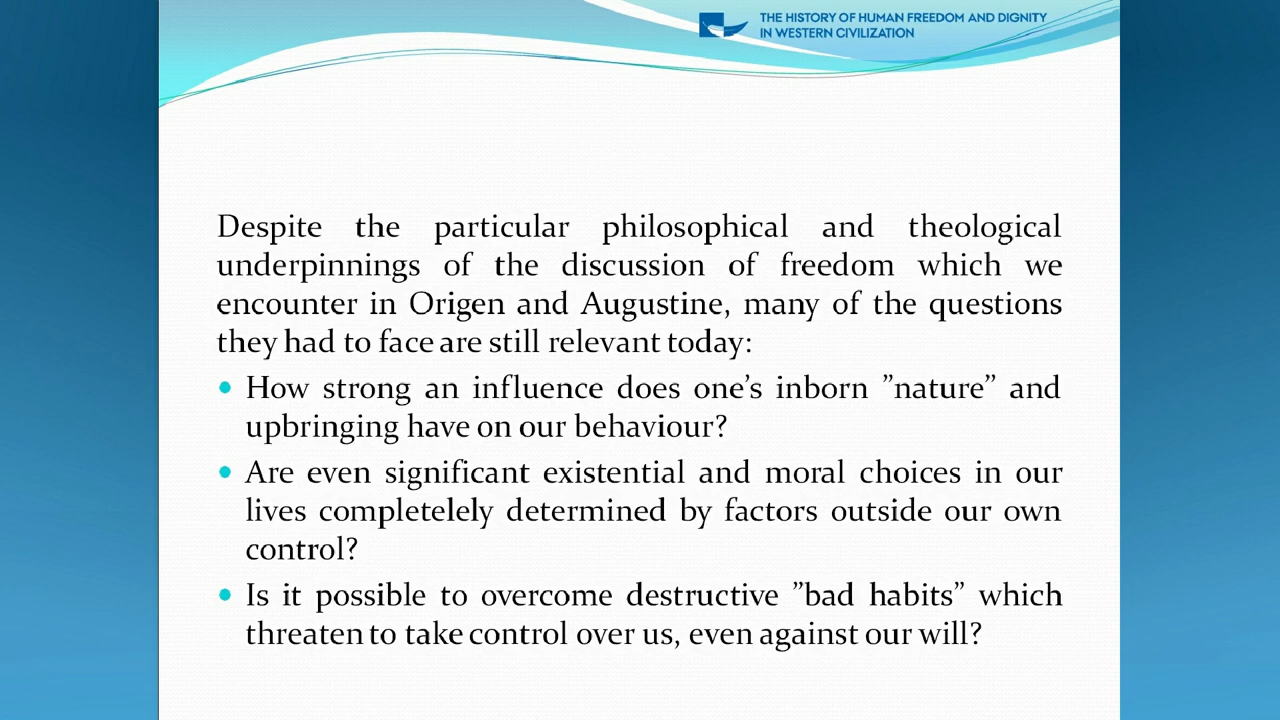 THE HISTORY OF HUMAN FREEDOM AND DIGNITY
IN WESTERN CIVILIZATION
Despite the particular philosophical and theological
underpinnings of the discussion of freedom which we
encounter in Origen and Augustine, many of the questions
they had to face are still relevant today:
• How strong an influence does one’s inborn ”nature” and
upbringing have on our behaviour?
• Are even significant existential and moral choices in our
lives completelely determined by factors outside our own
control?
• Is it possible to overcome destructive ”bad habits” which
threaten to take control over us, even against our will?